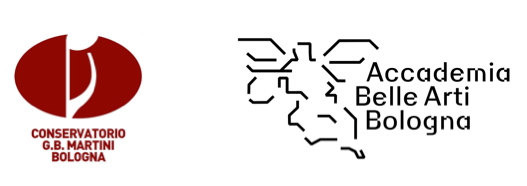 CONSERVATORIO
G.B. MARTINI
BOLOGNA
Accademia
Belle Arti
Bologna